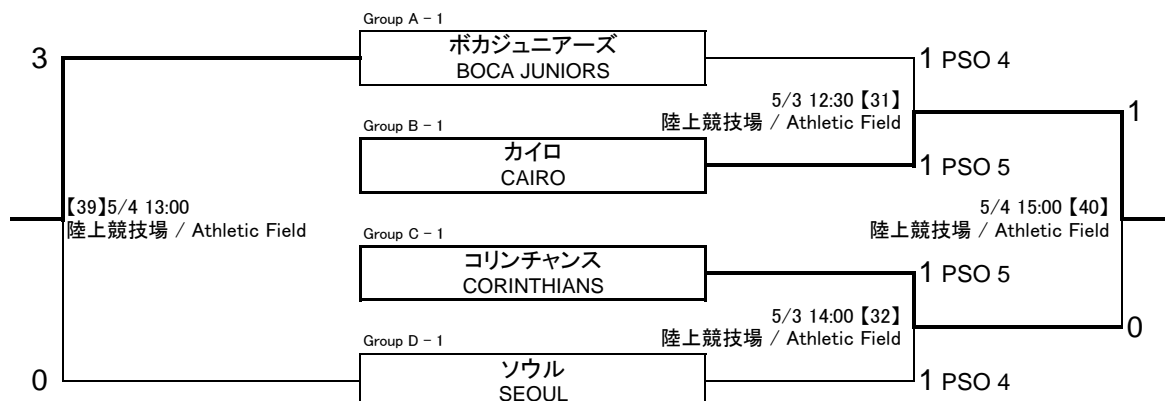 Group A - 1
ボカジュニアーズ
BOCA JUNIORS
3
1 PSO 4
5/3 12:30【31】
陸上競技場 / Athletic Field
1
Group B - 1
カイロ
CAIRO
1 PSO 5
【39】5/4 13:00
陸上競技場 / Athletic Field
5/4 15:00【40】
陸上競技場 / Athletic Field
Group C - 1
コリンチャンス
CORINTHIANS
1 PSO 5
5/3 14:00【32】
陸上競技場 / Athletic Field
0
Group D - 1
ソウル
SEOUL
0
1 PSO 4